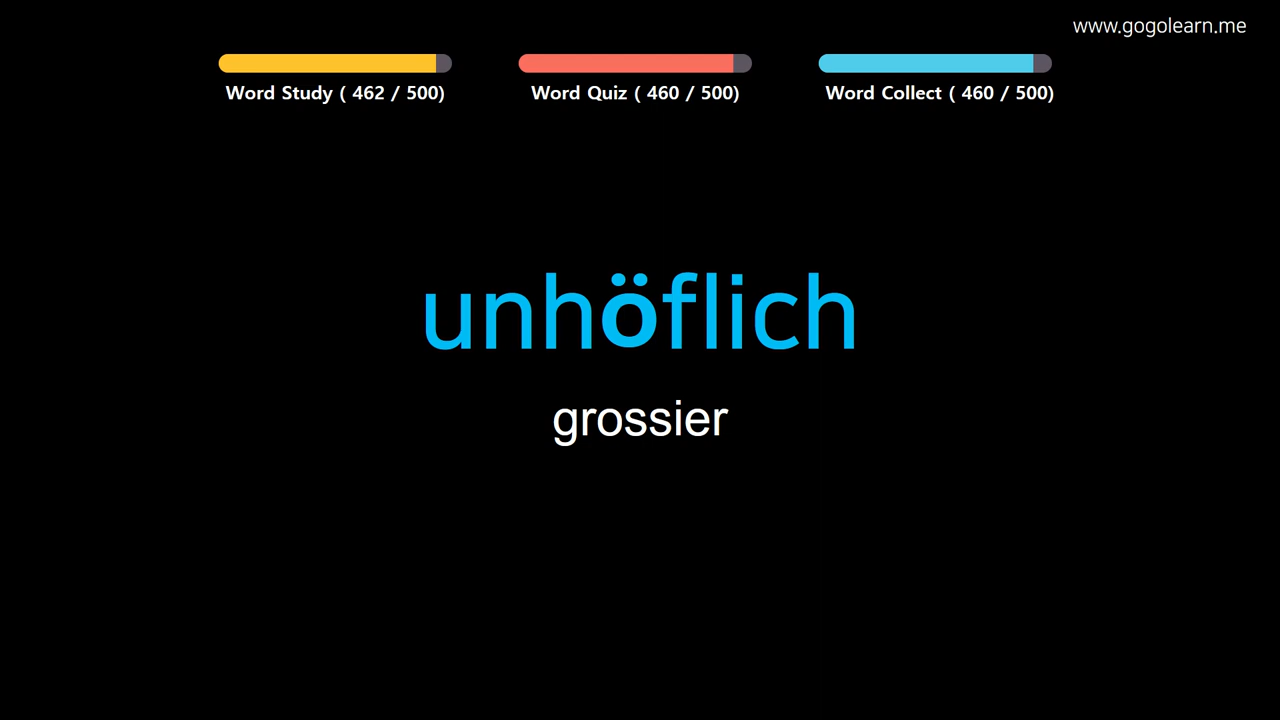 www.gogolearn.me
Word Study ( 462 / 500)
Word Quiz ( 460 / 500)
Word Collect ( 460 / 500)
unhöflich
grossier